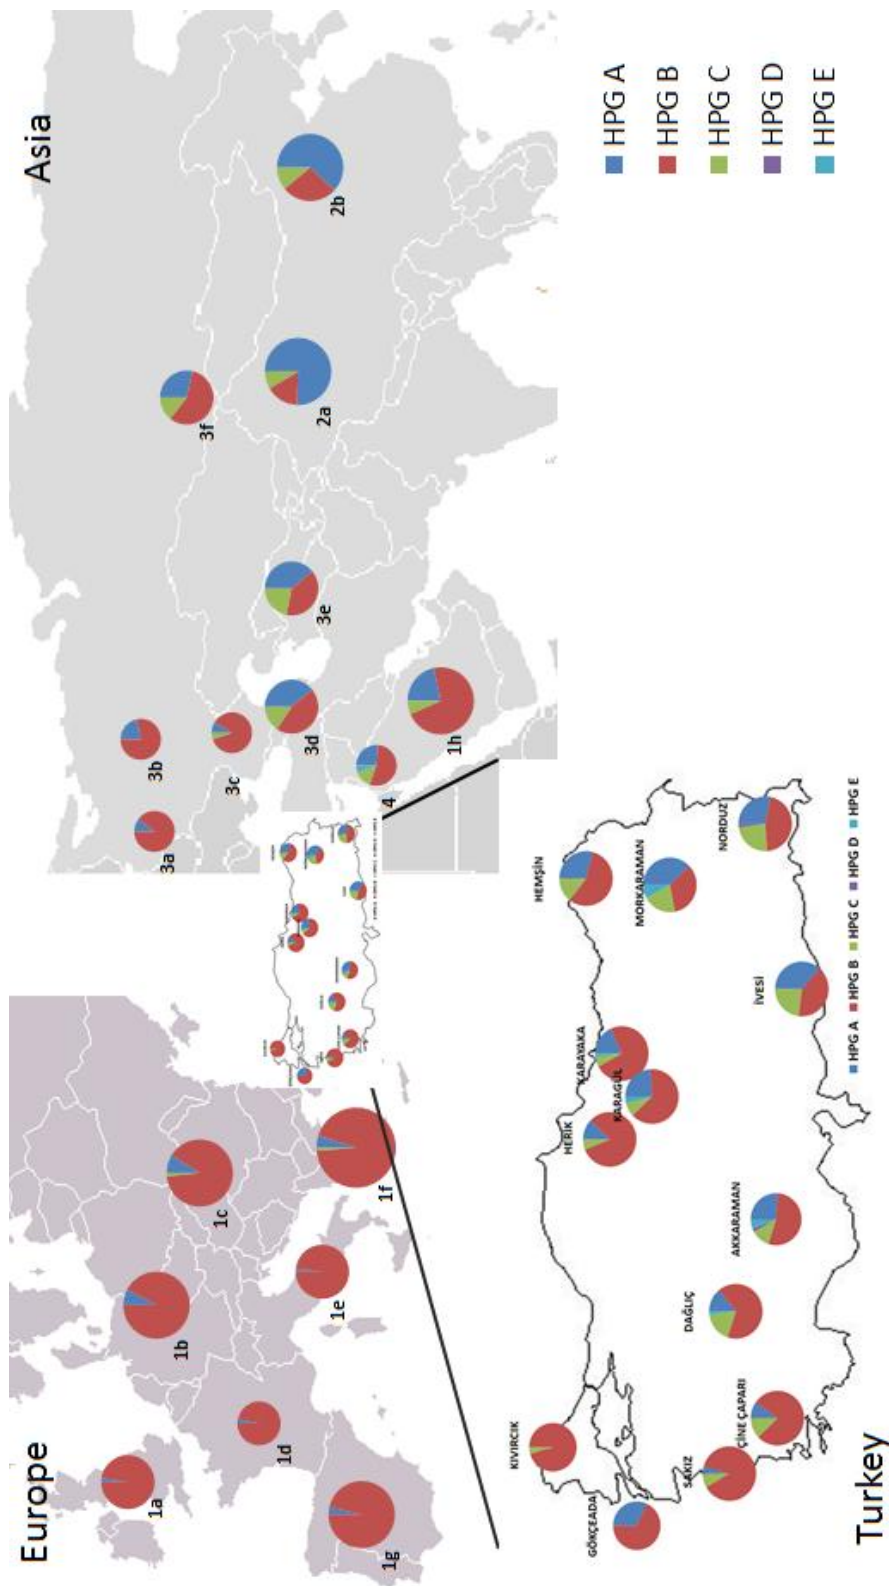 Europe
Asia
1a
1b
1c
1d
1e
1f
1g
3a
3b
3c
3d
3e
3f
2a
2b
4
1h
HPG A
HPG B
HPG C
HPG D
HPG E
KIVIRCIK
GÖKÇEADA
SAKIZ
ÇİNE ÇAPARI
DAĞLIÇ
AKKARAMAN
HERİK
KARAGÜL
KARAYAKA
İVESİ
HEMŞİN
MORKARAMAN
NORDUZ
HPG A HPG B HPG C HPG D HPG E
Turkey